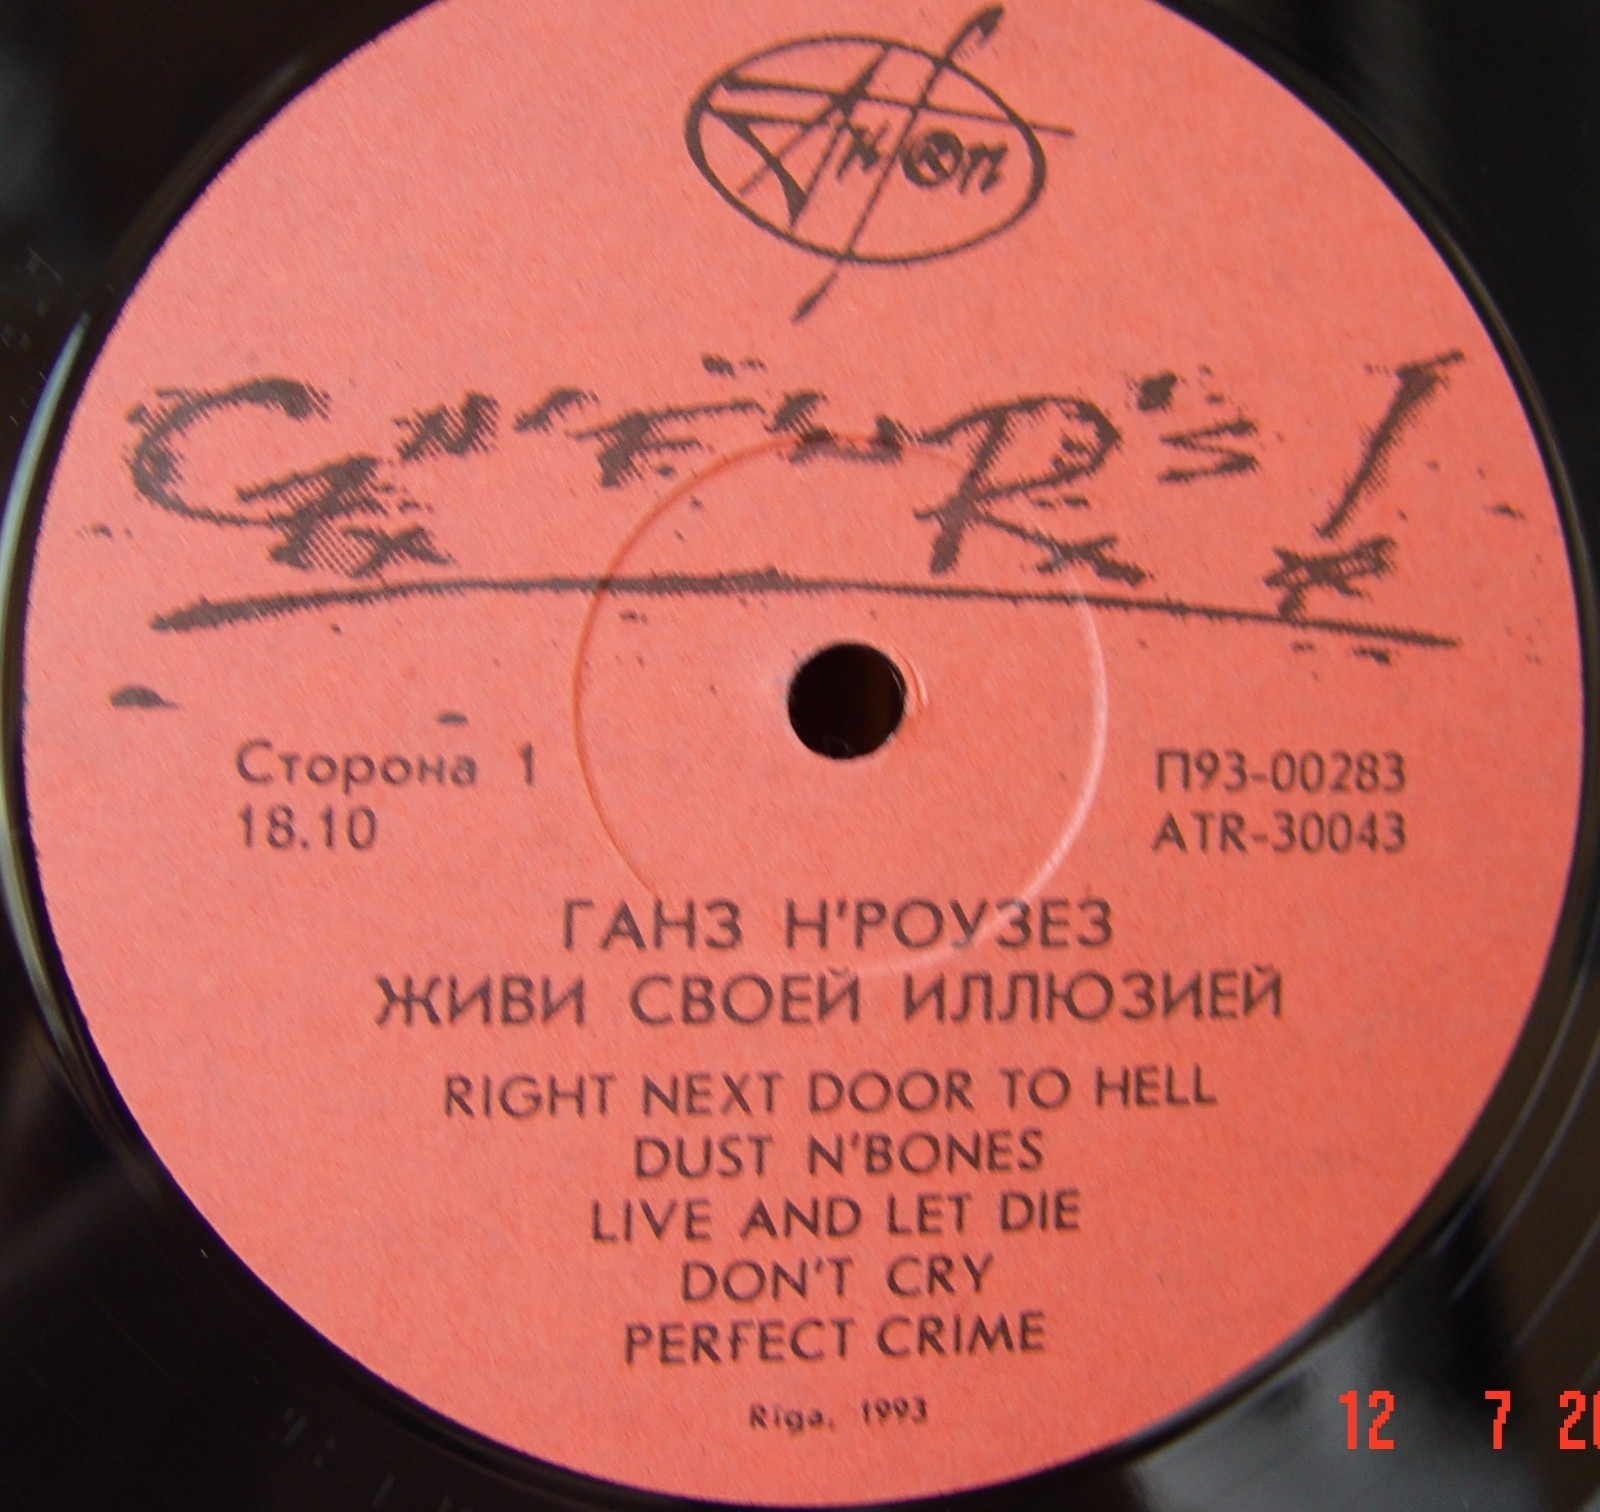 Антоп
Сторона 1
18.10
П93-00283
ATR-30043
ГАНЗ Н'РОУЗЕЗ
ЖИВИ СВОЕЙ ИЛЛЮЗИЕЙ
RIGHT NEXT DOOR TO HELL
DUST N'BONES
LIVE AND LET DIE
DON'T CRY
PERFECT CRIME
Riga, 1993
12 7 20